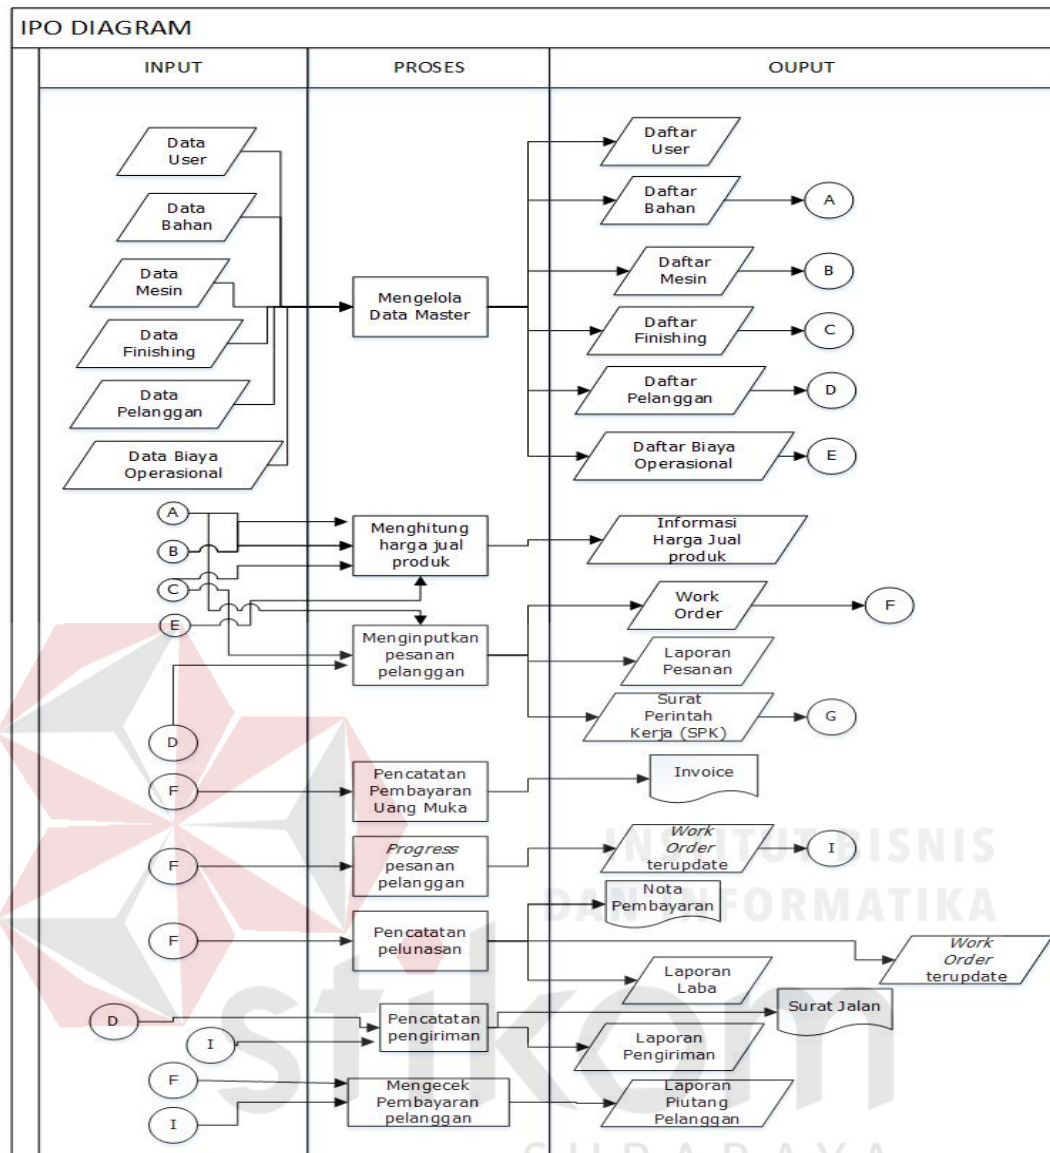 IPO DIAGRAM
INPUT
PROSES
OUPUT
Data
User
Data
Bahan
Data
Mesin
Data
Finishing
Data
Pelanggan
Data Biaya
Operasional
Mengelola
Data Master
Daftar
User
Daftar
Bahan
A
Daftar
Mesin
B
Daftar
Finishing
C
Daftar
Pelanggan
D
Daftar Biaya
Operasional
E
A
B
C
E
Menghitung
harga jual
produk
Informasi
Harga Jual
produk
D
Menginputkan
pesanan
pelanggan
Work
Order
F
Laporan
Pesanan
Surat
Perintah
Kerja (SPK)
G
F
Pencatatan
Pembayaran
Uang Muka
Invoice
F
Progress
pesanan
pelanggan
Work
Order
terupdate
I
F
Pencatatan
pelunasan
Nota
Pembayaran
Work
Order
terupdate
Laporan
Laba
D
I
Pencatatan
pengiriman
Surat Jalan
Laporan
Pengiriman
F
I
Mengecek
Pembayaran
pelanggan
Laporan
Piutang
Pelanggan
INSTITUT BISNIS
DAN INFORMATIKA
stikom
SURABAYA